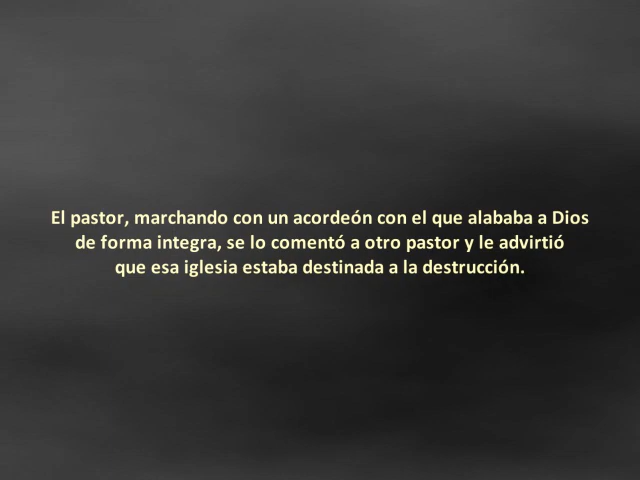 El pastor, marchando con un acordeón con el que alababa a Dios
de forma integra, se lo comentó a otro pastor y le advirtió
que esa iglesia estaba destinada a la destrucción.